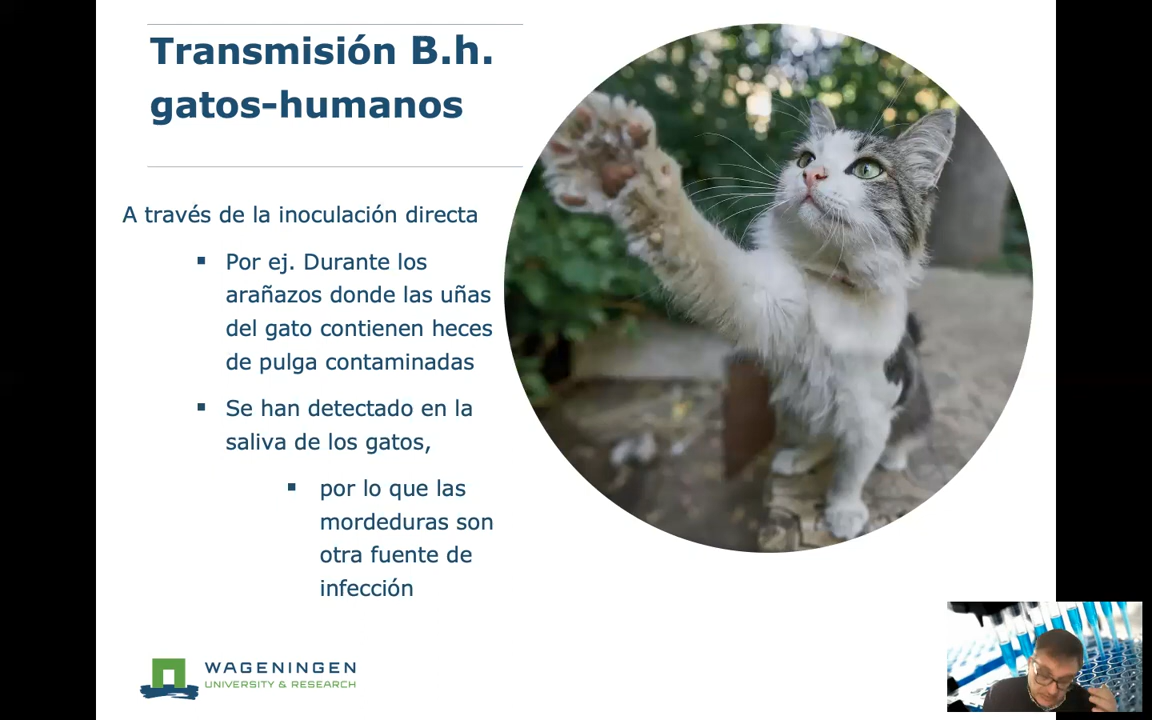 Transmisión B.h.
gatos-humanos
A través de la inoculación directa
▪ Por ej. Durante los
arañazos donde las uñas
del gato contienen heces
de pulga contaminadas
▪ Se han detectado en la
saliva de los gatos,
▪ por lo que las
mordeduras son
otra fuente de
infección
WAGENINGEN
UNIVERSITY & RESEARCH